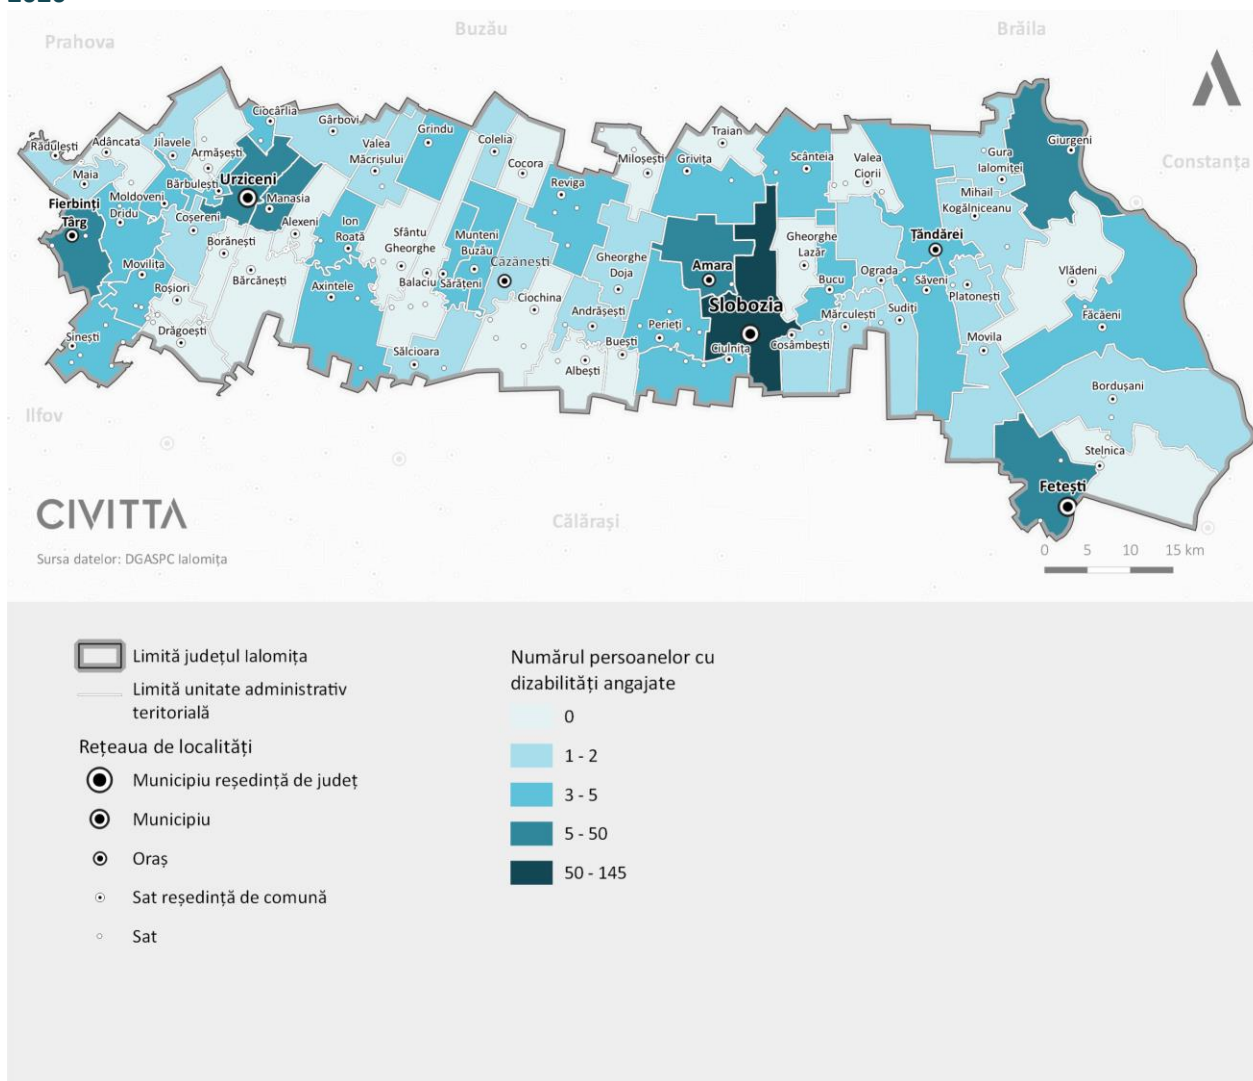 Prahova
Buzău
Brăila
Constanța
Ilfov
Călărași
Rădulești
Adâncata
Jilavele
Ciocârlia
Gârbovi
Armășești
Maia
Bărbulești
Urziceni
Moldoveni
Fierbinți
Târg
Dridu
Coșereni
Manasia
Alexeni
Borănești
Bărcănești
Movilița
Roșiori
Drăgoești
Sinești
Valea
Măcrișului
Grindu
Colelia
Cocora
Ion
Roată
Sfântu
Gheorghe
Munteni
Buzău
Axintele
Balaciu
Sărățeni
Căzănești
Ciochina
Sălcioara
Reviga
Miloșești
Gheorghe
Doja
Andrășești
Albești
Buești
Traian
Grivița
Scânteia
Valea
Ciorii
Amara
Slobozia
Perieți
Ciulnița
Gheorghe
Lazăr
Bucu
Cosâmbești
Mărculești
Ograda
Sudiți
Săveni
Țăndărei
Platonești
Gura
Ialomiței
Mihail
Kogălniceanu
Giurgeni
Vlădeni
Făcăeni
Movila
Bordușani
Stelnica
Fetești
CIVITTA
Sursa datelor: DGASPC Ialomița
0 5 10 15 km
Limită județul Ialomița
Limită unitate administrativ
teritorială
Rețeaua de localități
Municipiu reședință de județ
Municipiu
Oraș
Sat reședință de comună
Sat
Numărul persoanelor cu
dizabilități angajate
0
1 - 2
3 - 5
5 - 50
50 - 145